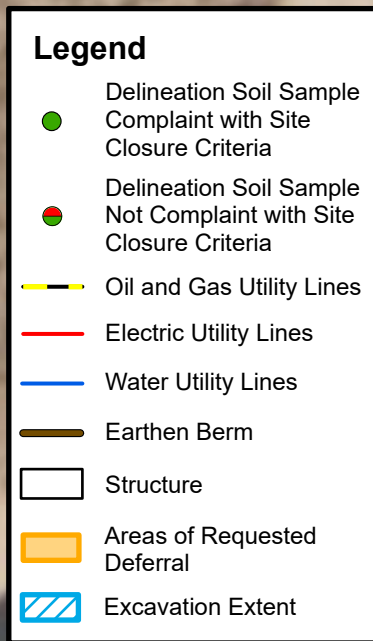 Legend
Delineation Soil Sample
Complaint with Site
Closure Criteria
Delineation Soil Sample
Not Complaint with Site
Closure Criteria
Oil and Gas Utility Lines
Electric Utility Lines
Water Utility Lines
Earthen Berm
Structure
Areas of Requested
Deferral
Excavation Extent